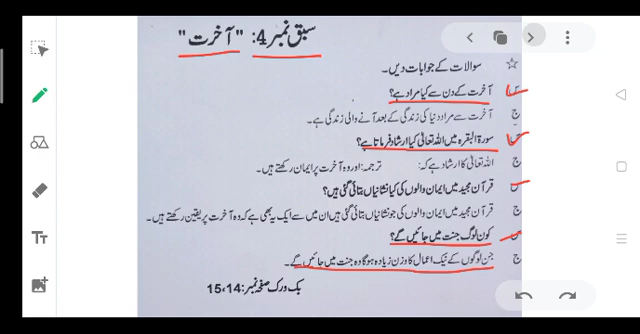 سبق نمبر 4: "آخرت"
☆ سوالات کے جوابات دیں۔
س آخرت کے دن سے کیا مراد ہے؟
ج آخرت سے مراد دنیا کی زندگی کے بعد آنے والی زندگی ہے۔
س سورۃ البقرہ میں اللہ تعالیٰ کیا ارشاد فرماتا ہے؟
ج اللہ تعالیٰ کا ارشاد ہے کہ: ترجمہ: اور وہ آخرت پر ایمان رکھتے ہیں۔
س قرآن مجید میں ایمان والوں کی کیا نشانیاں بتائی گئی ہیں؟
ج قرآن مجید میں ایمان والوں کی جو نشانیاں بتائی گئی ہیں ان میں سے ایک یہ بھی ہے کہ وہ آخرت پر یقین رکھتے ہیں۔
س کون لوگ جنت میں جائیں گے؟
ج جن لوگوں کے نیک اعمال کا وزن زیادہ ہوگا وہ جنت میں جائیں گے۔
بک ورک صفحہ نمبر: 15،14
TT